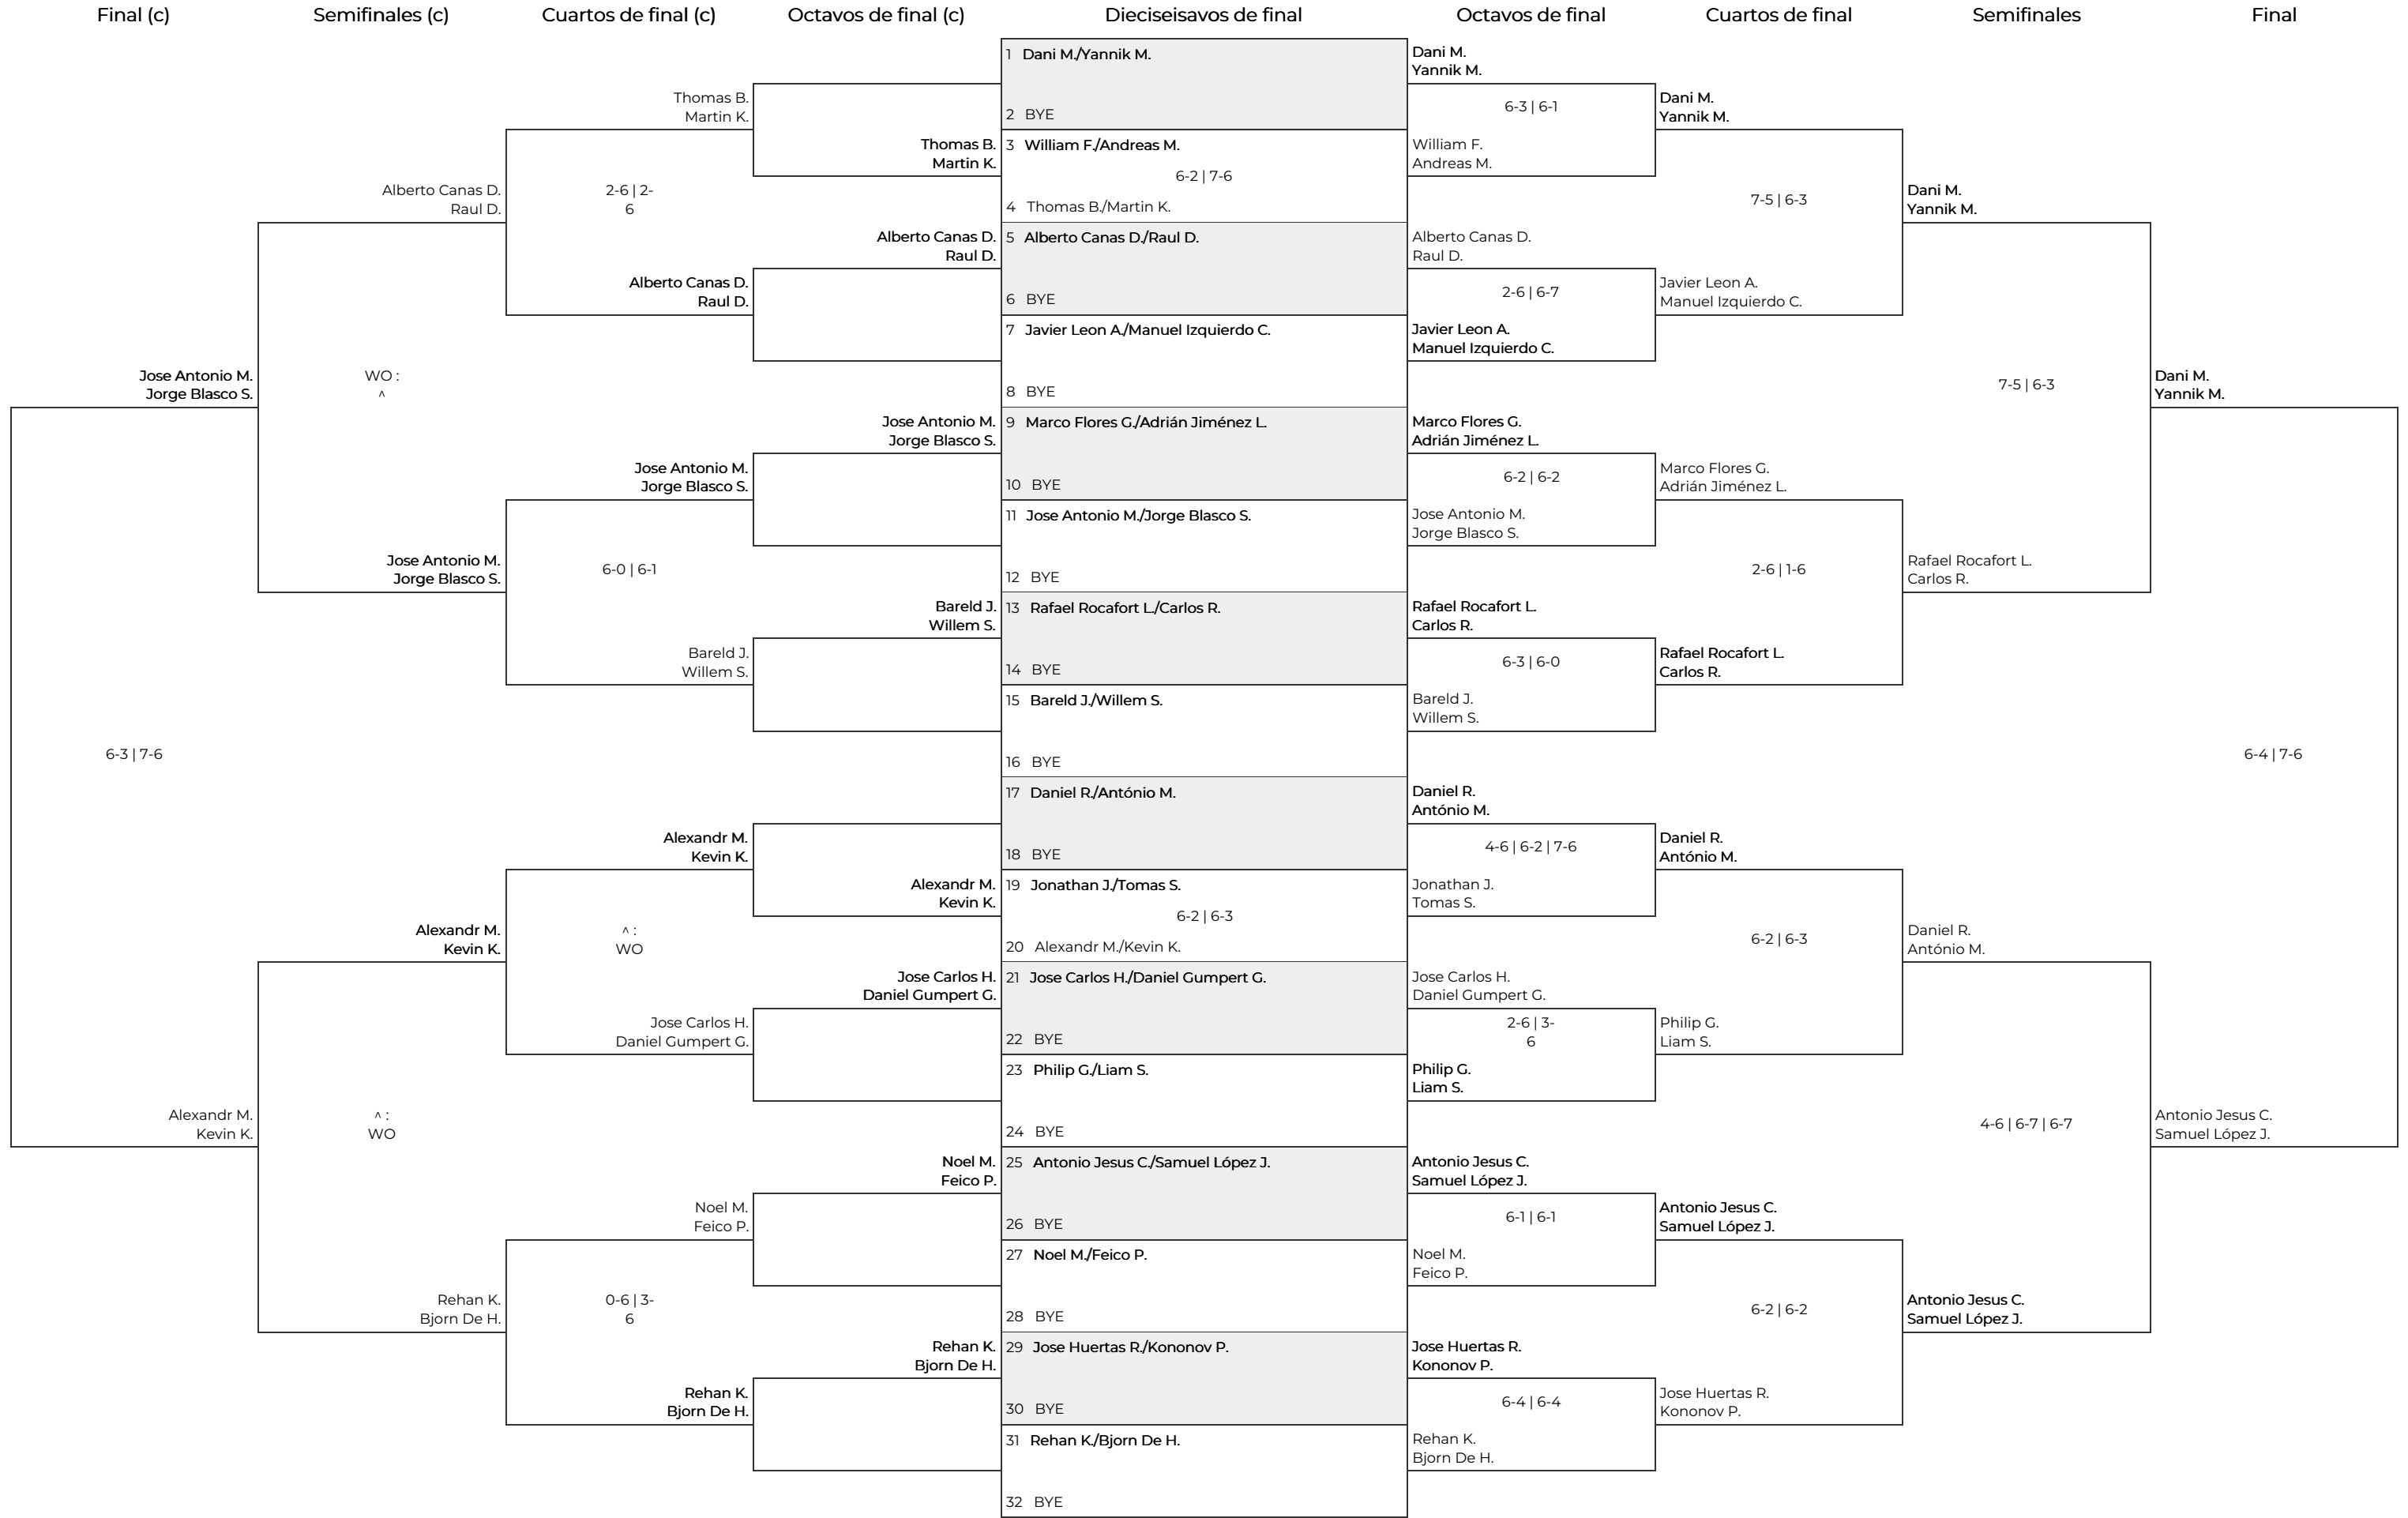 Final (c)
Semifinales (c)
Cuartos de final (c)
Octavos de final (c)
Dieciseisavos de final
Octavos de final
Cuartos de final
Semifinales
Final
Jose Antonio M.
Jorge Blasco S.
6-3 | 7-6
Alexandr M.
Kevin K.
Alberto Canas D.
Raul D.
WO :
^
Jose Antonio M.
Jorge Blasco S.
Alexandr M.
Kevin K.
^ :
WO
Rehan K.
Bjorn De H.
Thomas B.
Martin K.
2-6 | 2-
6
Alberto Canas D.
Raul D.
Jose Antonio M.
Jorge Blasco S.
6-0 | 6-1
Bareld J.
Willem S.
Alexandr M.
Kevin K.
^ :
WO
Jose Carlos H.
Daniel Gumpert G.
Noel M.
Feico P.
0-6 | 3-
6
Rehan K.
Bjorn De H.
Thomas B.
Martin K.
Alberto Canas D.
Raul D.
Jose Antonio M.
Jorge Blasco S.
Bareld J.
Willem S.
Alexandr M.
Kevin K.
Jose Carlos H.
Daniel Gumpert G.
Noel M.
Feico P.
Rehan K.
Bjorn De H.
1 Dani M./Yannik M.
2 BYE
3 William F./Andreas M.
6-2 | 7-6
4 Thomas B./Martin K.
5 Alberto Canas D./Raul D.
6 BYE
7 Javier Leon A./Manuel Izquierdo C.
8 BYE
9 Marco Flores G./Adrián Jiménez L.
10 BYE
11 Jose Antonio M./Jorge Blasco S.
12 BYE
13 Rafael Rocafort L./Carlos R.
14 BYE
15 Bareld J./Willem S.
16 BYE
17 Daniel R./António M.
18 BYE
19 Jonathan J./Tomas S.
6-2 | 6-3
20 Alexandr M./Kevin K.
21 Jose Carlos H./Daniel Gumpert G.
22 BYE
23 Philip G./Liam S.
24 BYE
25 Antonio Jesus C./Samuel López J.
26 BYE
27 Noel M./Feico P.
28 BYE
29 Jose Huertas R./Kononov P.
30 BYE
31 Rehan K./Bjorn De H.
32 BYE
Dani M.
Yannik M.
6-3 | 6-1
William F.
Andreas M.
Alberto Canas D.
Raul D.
2-6 | 6-7
Javier Leon A.
Manuel Izquierdo C.
Marco Flores G.
Adrián Jiménez L.
6-2 | 6-2
Jose Antonio M.
Jorge Blasco S.
Rafael Rocafort L.
Carlos R.
6-3 | 6-0
Bareld J.
Willem S.
Daniel R.
António M.
4-6 | 6-2 | 7-6
Jonathan J.
Tomas S.
Jose Carlos H.
Daniel Gumpert G.
2-6 | 3-
6
Philip G.
Liam S.
Antonio Jesus C.
Samuel López J.
6-1 | 6-1
Noel M.
Feico P.
Jose Huertas R.
Kononov P.
6-4 | 6-4
Rehan K.
Bjorn De H.
Dani M.
Yannik M.
7-5 | 6-3
Javier Leon A.
Manuel Izquierdo C.
Marco Flores G.
Adrián Jiménez L.
2-6 | 1-6
Rafael Rocafort L.
Carlos R.
Daniel R.
António M.
6-2 | 6-3
Philip G.
Liam S.
Antonio Jesus C.
Samuel López J.
6-2 | 6-2
Jose Huertas R.
Kononov P.
Dani M.
Yannik M.
7-5 | 6-3
Rafael Rocafort L.
Carlos R.
Daniel R.
António M.
4-6 | 6-7 | 6-7
Antonio Jesus C.
Samuel López J.
Dani M.
Yannik M.
6-4 | 7-6
Antonio Jesus C.
Samuel López J.